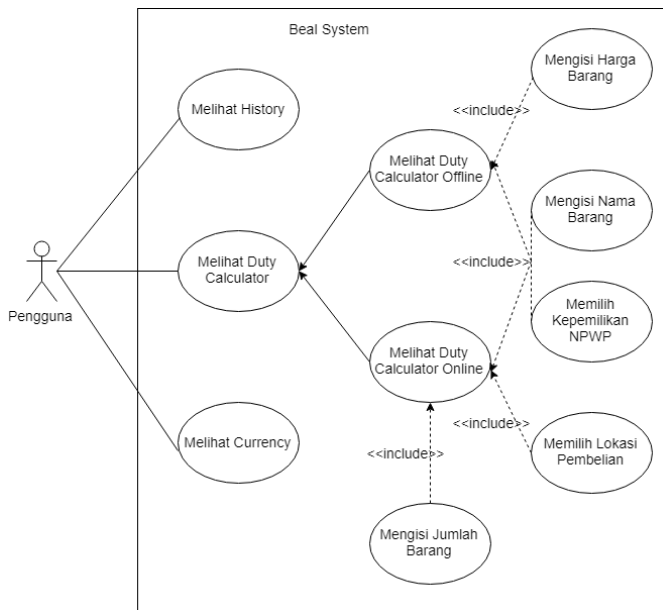 Beal System
Melihat History
Melihat Duty
Calculator
Melihat Currency
Pengguna
Melihat Duty
Calculator Offline
Melihat Duty
Calculator Online
Mengisi Jumlah
Barang
<<include>>
<<include>>
<<include>>
<<include>>
Mengisi Harga
Barang
Mengisi Nama
Barang
Memilih
Kepemilikan
NPWP
Memilih Lokasi
Pembelian